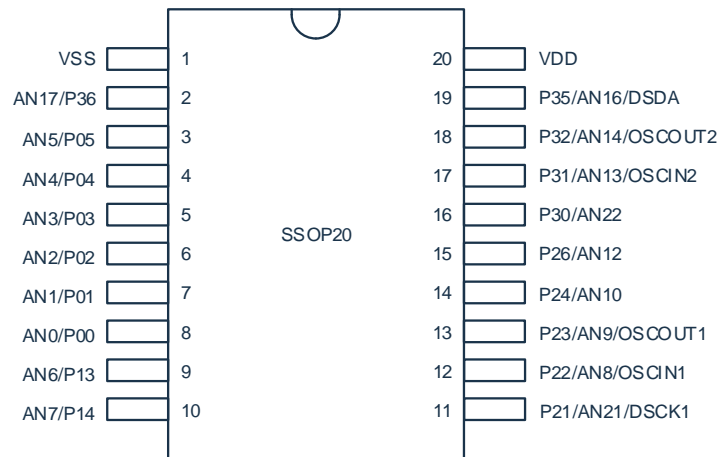 VSS 1 20 VDD
AN17/P36 2 19 P35/AN16/DSDA
AN5/P05 3 18 P32/AN14/OSCOUT2
AN4/P04 4 17 P31/AN13/OSCIN2
AN3/P03 5 16 P30/AN22
SSOP20
AN2/P02 6 15 P26/AN12
AN1/P01 7 14 P24/AN10
AN0/P00 8 13 P23/AN9/OSCOUT1
AN6/P13 9 12 P22/AN8/OSCIN1
AN7/P14 10 11 P21/AN21/DSCK1